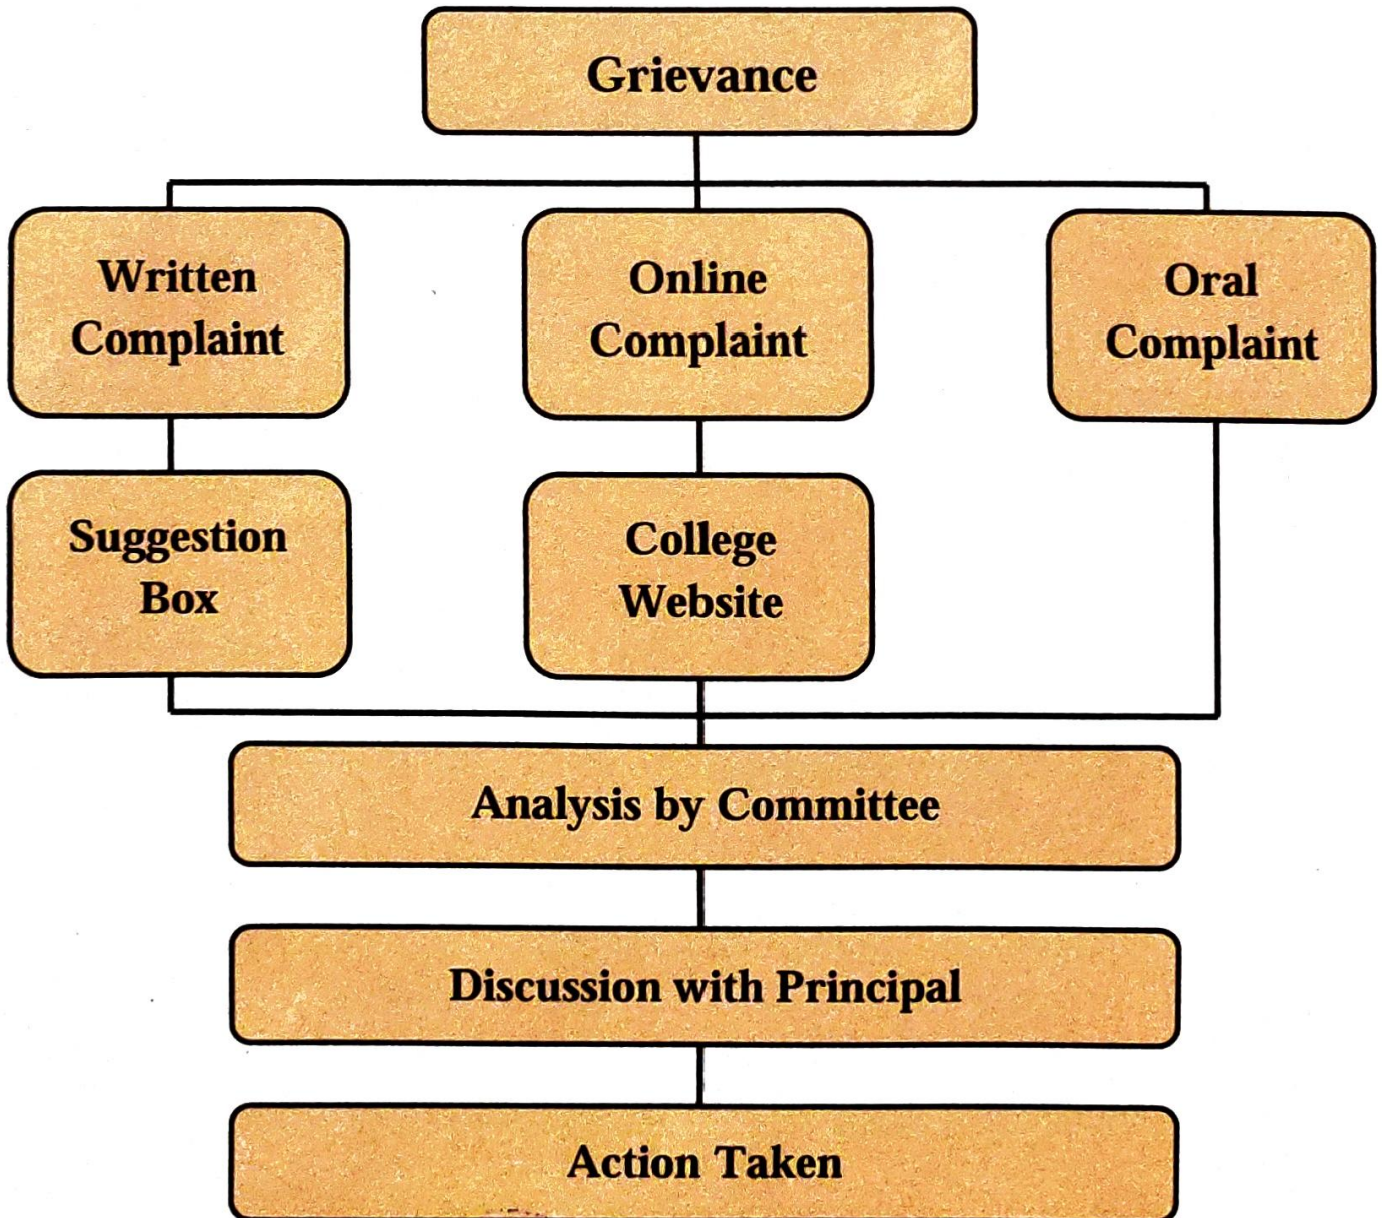 Grievance
Written
Complaint
Online
Complaint
Oral
Complaint
Suggestion
Box
College
Website
Analysis by Committee
Discussion with Principal
Action Taken